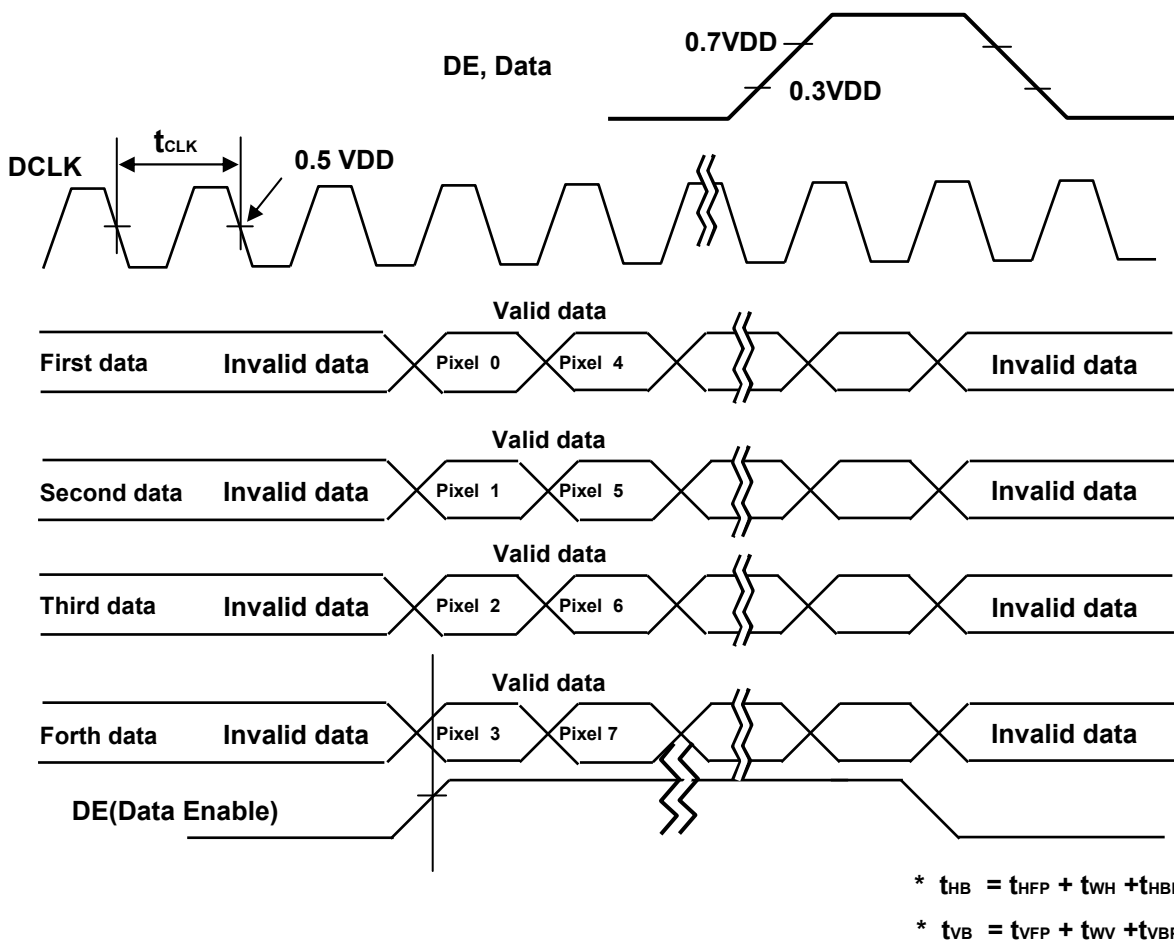 0.7VDD
DE, Data
0.3VDD
tCLK
DCLK
0.5 VDD
Valid data
First data Invalid data Pixel 0 Pixel 4 Invalid data
Valid data
Second data Invalid data Pixel 1 Pixel 5 Invalid data
Valid data
Third data Invalid data Pixel 2 Pixel 6 Invalid data
Valid data
Forth data Invalid data Pixel 3 Pixel 7 Invalid data
DE(Data Enable)
* tHB = tHFP + tWH +
* tVB = tVFP + tWV +